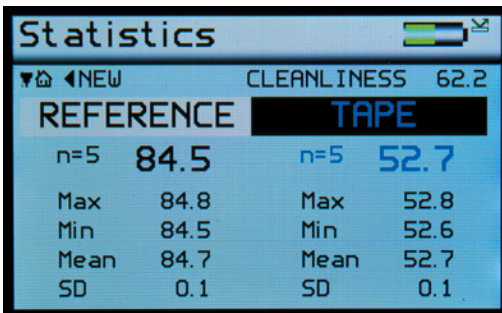 Statistics
NEW CLEANLINESS 62.2
REFERENCE TAPE
n=5 84.5 n=5 52.7
Max 84.8 Max 52.8
Min 84.5 Min 52.6
Mean 84.7 Mean 52.7
SD 0.1 SD 0.1